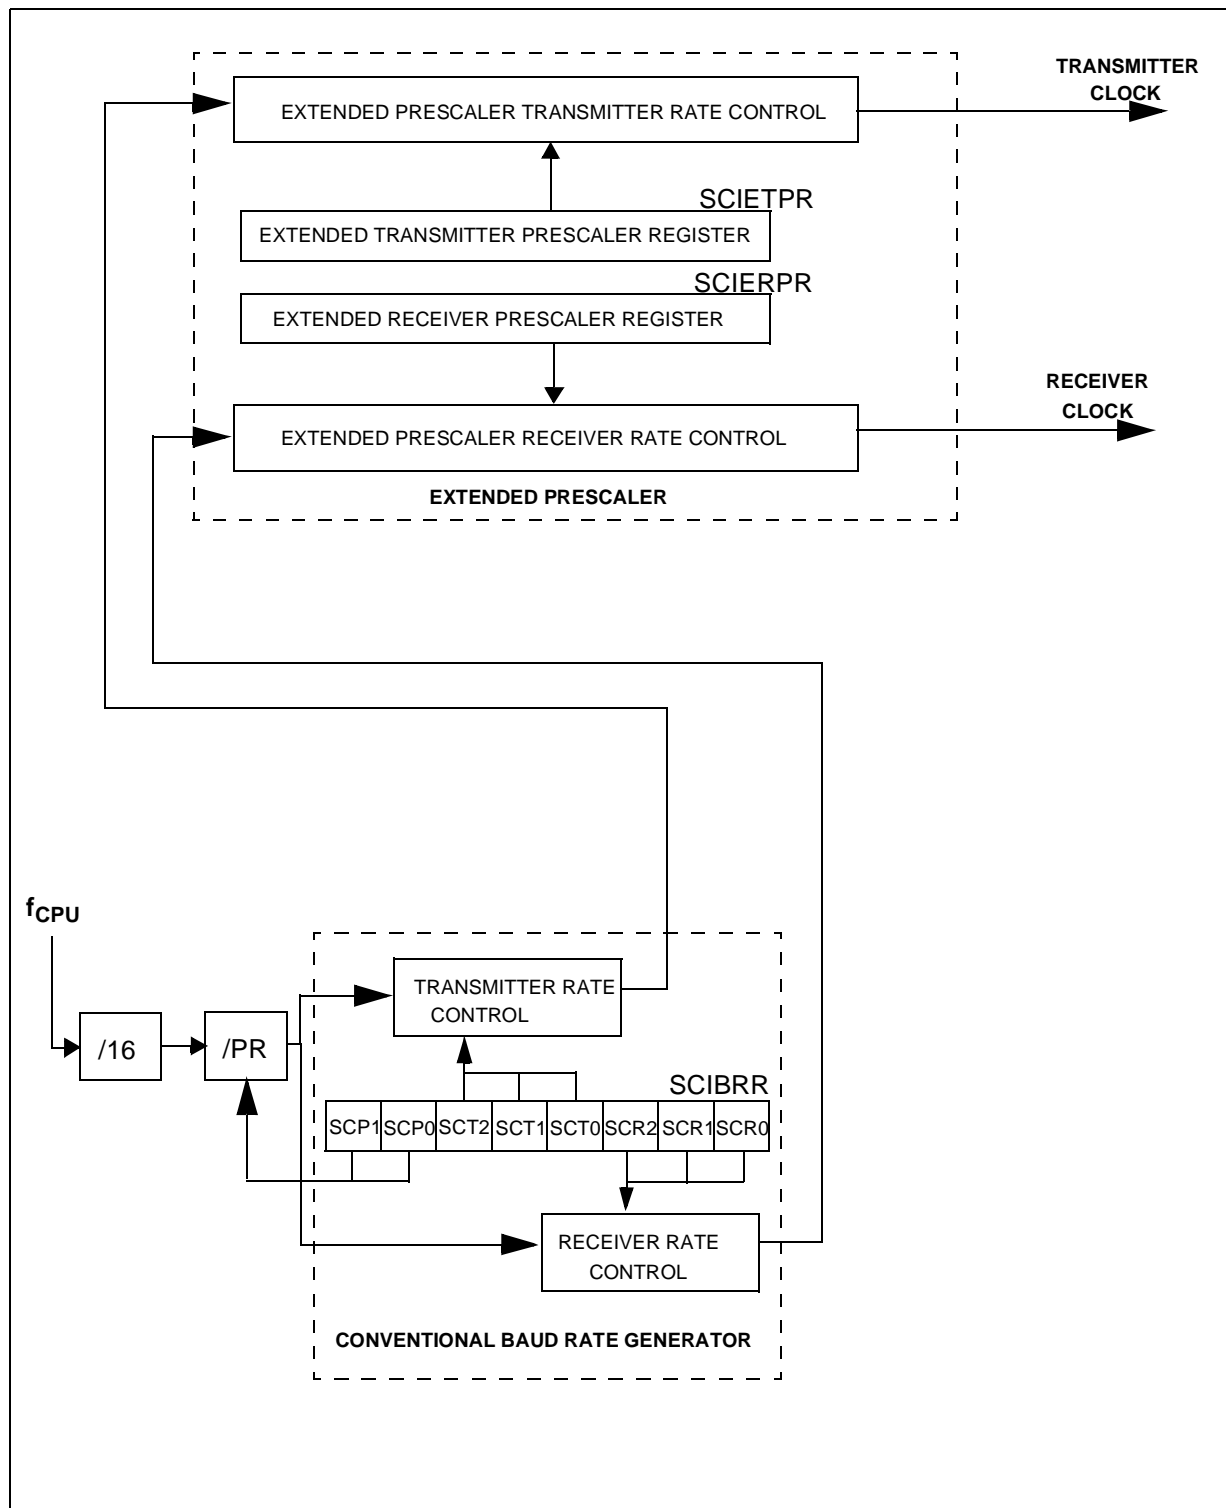 TRANSMITTER
CLOCK
EXTENDED PRESCALER TRANSMITTER RATE CONTROL
SCIETPR
EXTENDED TRANSMITTER PRESCALER REGISTER
SCIERPR
EXTENDED RECEIVER PRESCALER REGISTER
RECEIVER
CLOCK
EXTENDED PRESCALER RECEIVER RATE CONTROL
EXTENDED PRESCALER
fCPU
TRANSMITTER RATE
CONTROL
/16
/PR
SCIBRR
SCP1 SCP0 SCT2 SCT1 SCT0 SCR2 SCR1 SCR0
RECEIVER RATE
CONTROL
CONVENTIONAL BAUD RATE GENERATOR